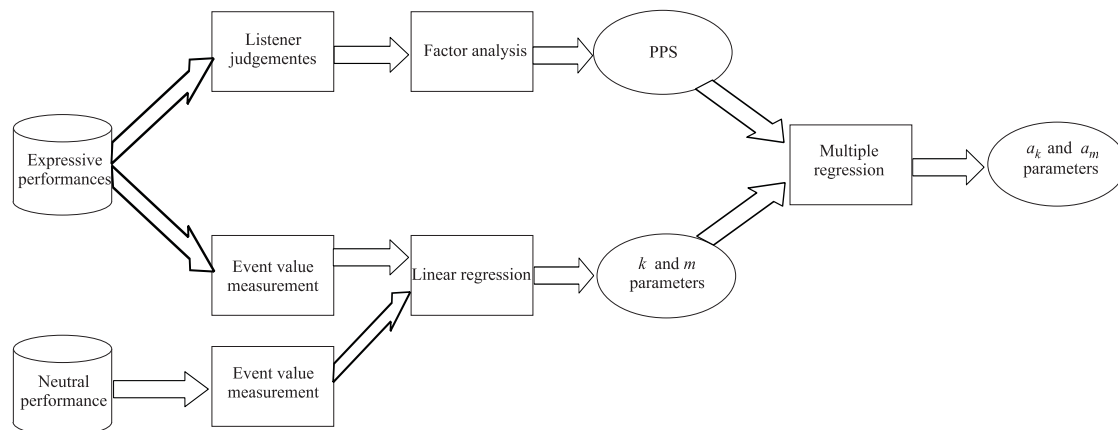 Listener
judgementes
Factor analysis
PPS
Expressive
performances
Multiple
regression
a_k and a_m
parameters
Event value
measurement
Linear regression
k and m
parameters
Neutral
performance
Event value
measurement